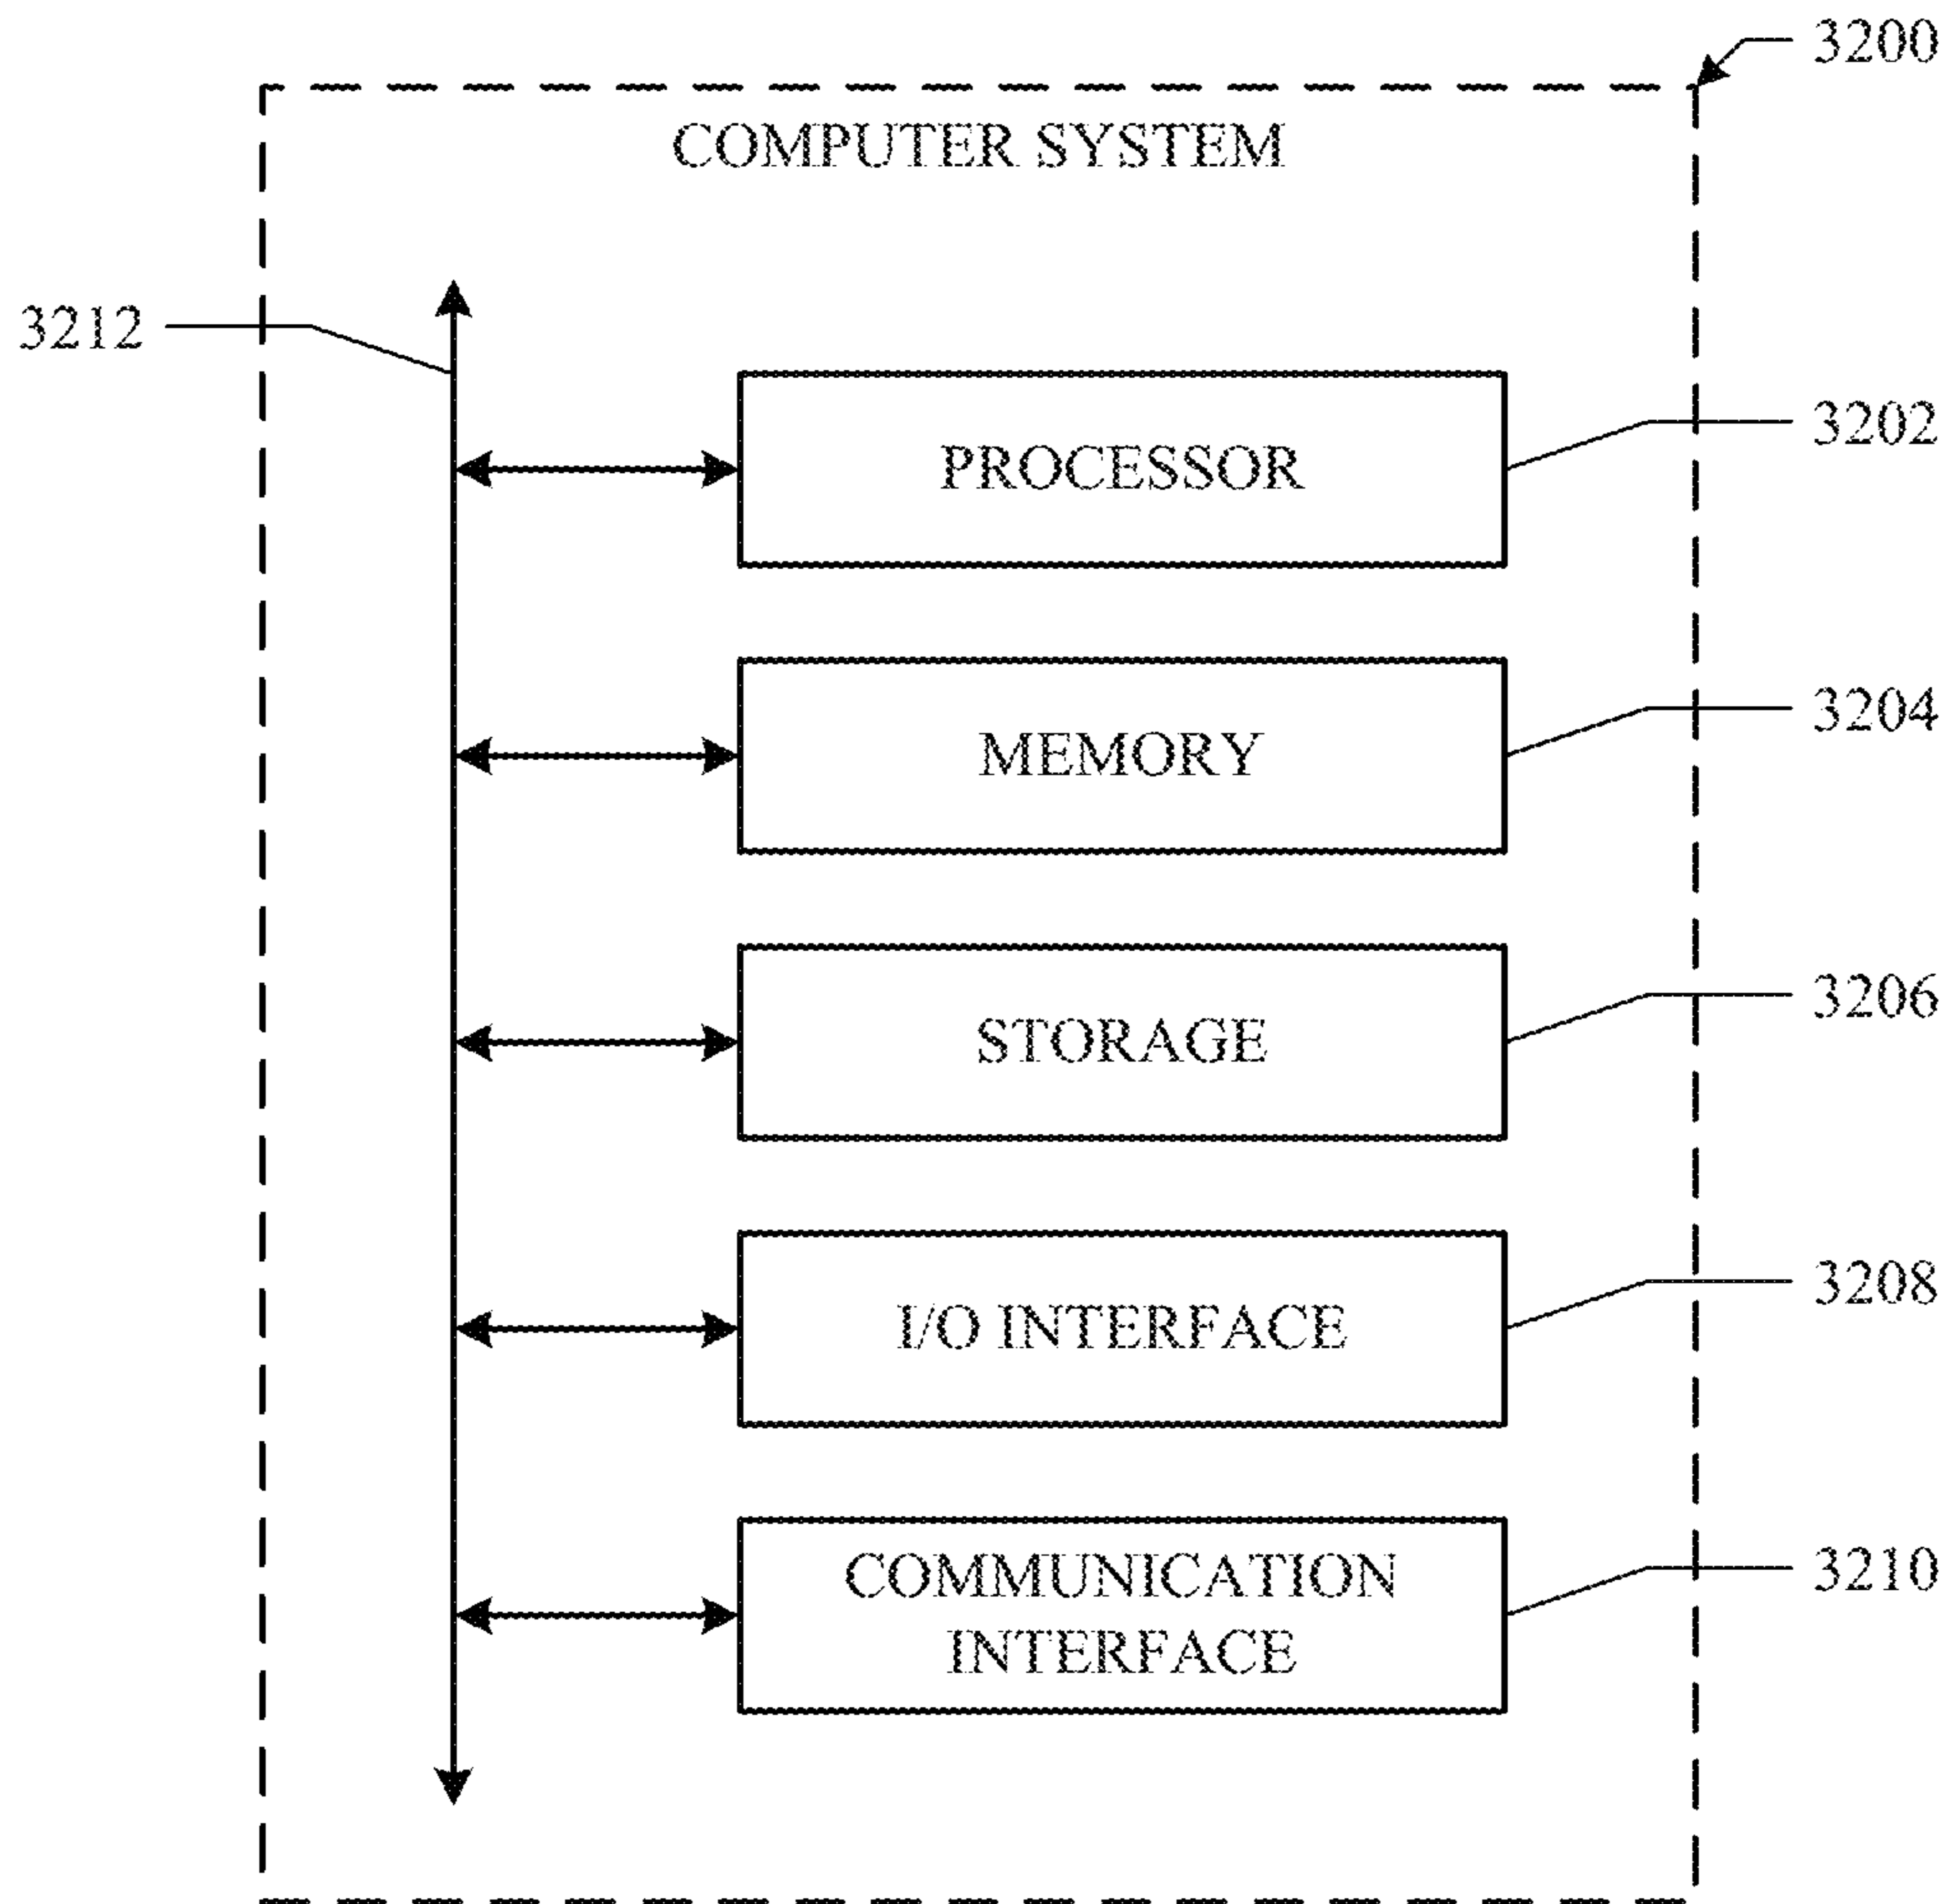 3200
COMPUTER SYSTEM
3212
PROCESSOR
3202
MEMORY
3204
STORAGE
3206
I/O INTERFACE
3208
COMMUNICATION
INTERFACE
3210